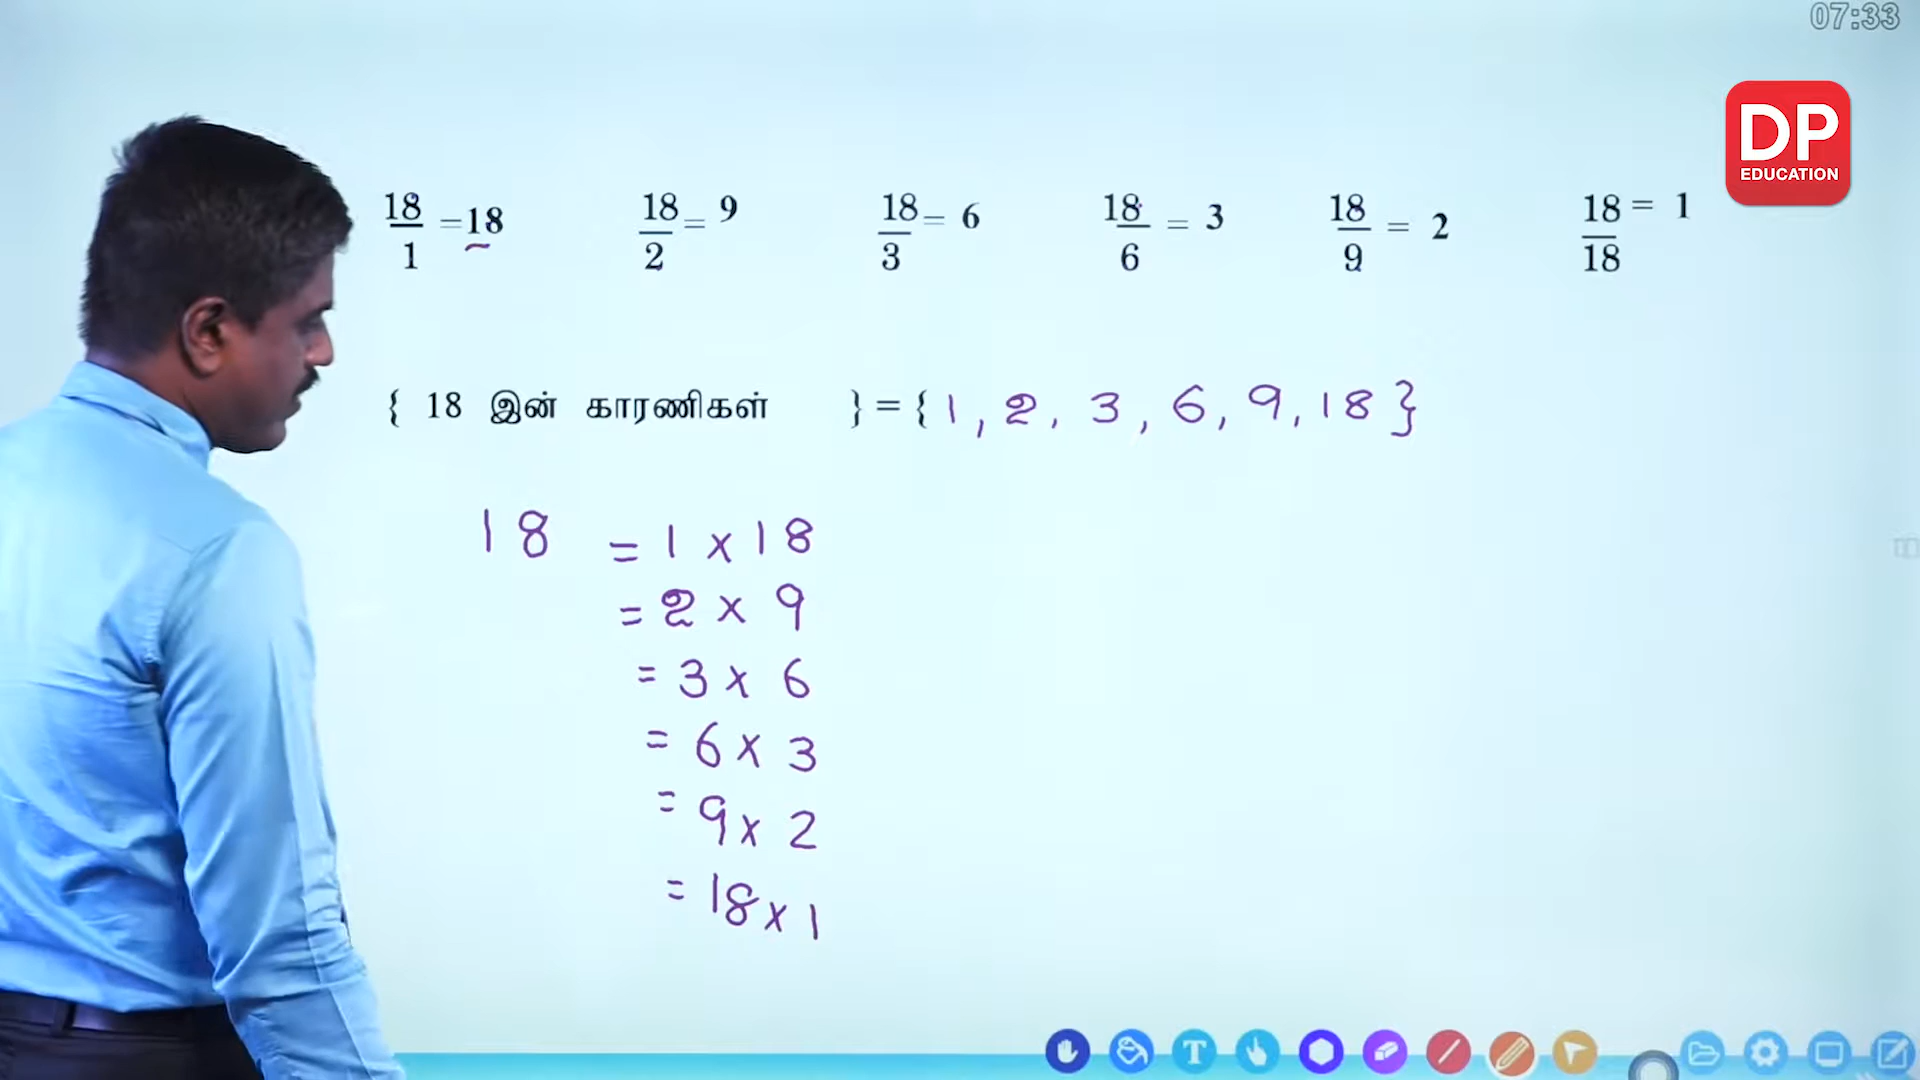 07:33
DP
EDUCATION
18/1 =18 18/2 = 9 18/3 = 6 18/6 = 3 18/9 = 2 18/18 = 1
{ 18 இன் காரணிகள் } = { 1, 2, 3, 6, 9, 18 }
18 = 1 x 18
= 2 x 9
= 3 x 6
= 6 x 3
= 9 x 2
= 18 x 1
T